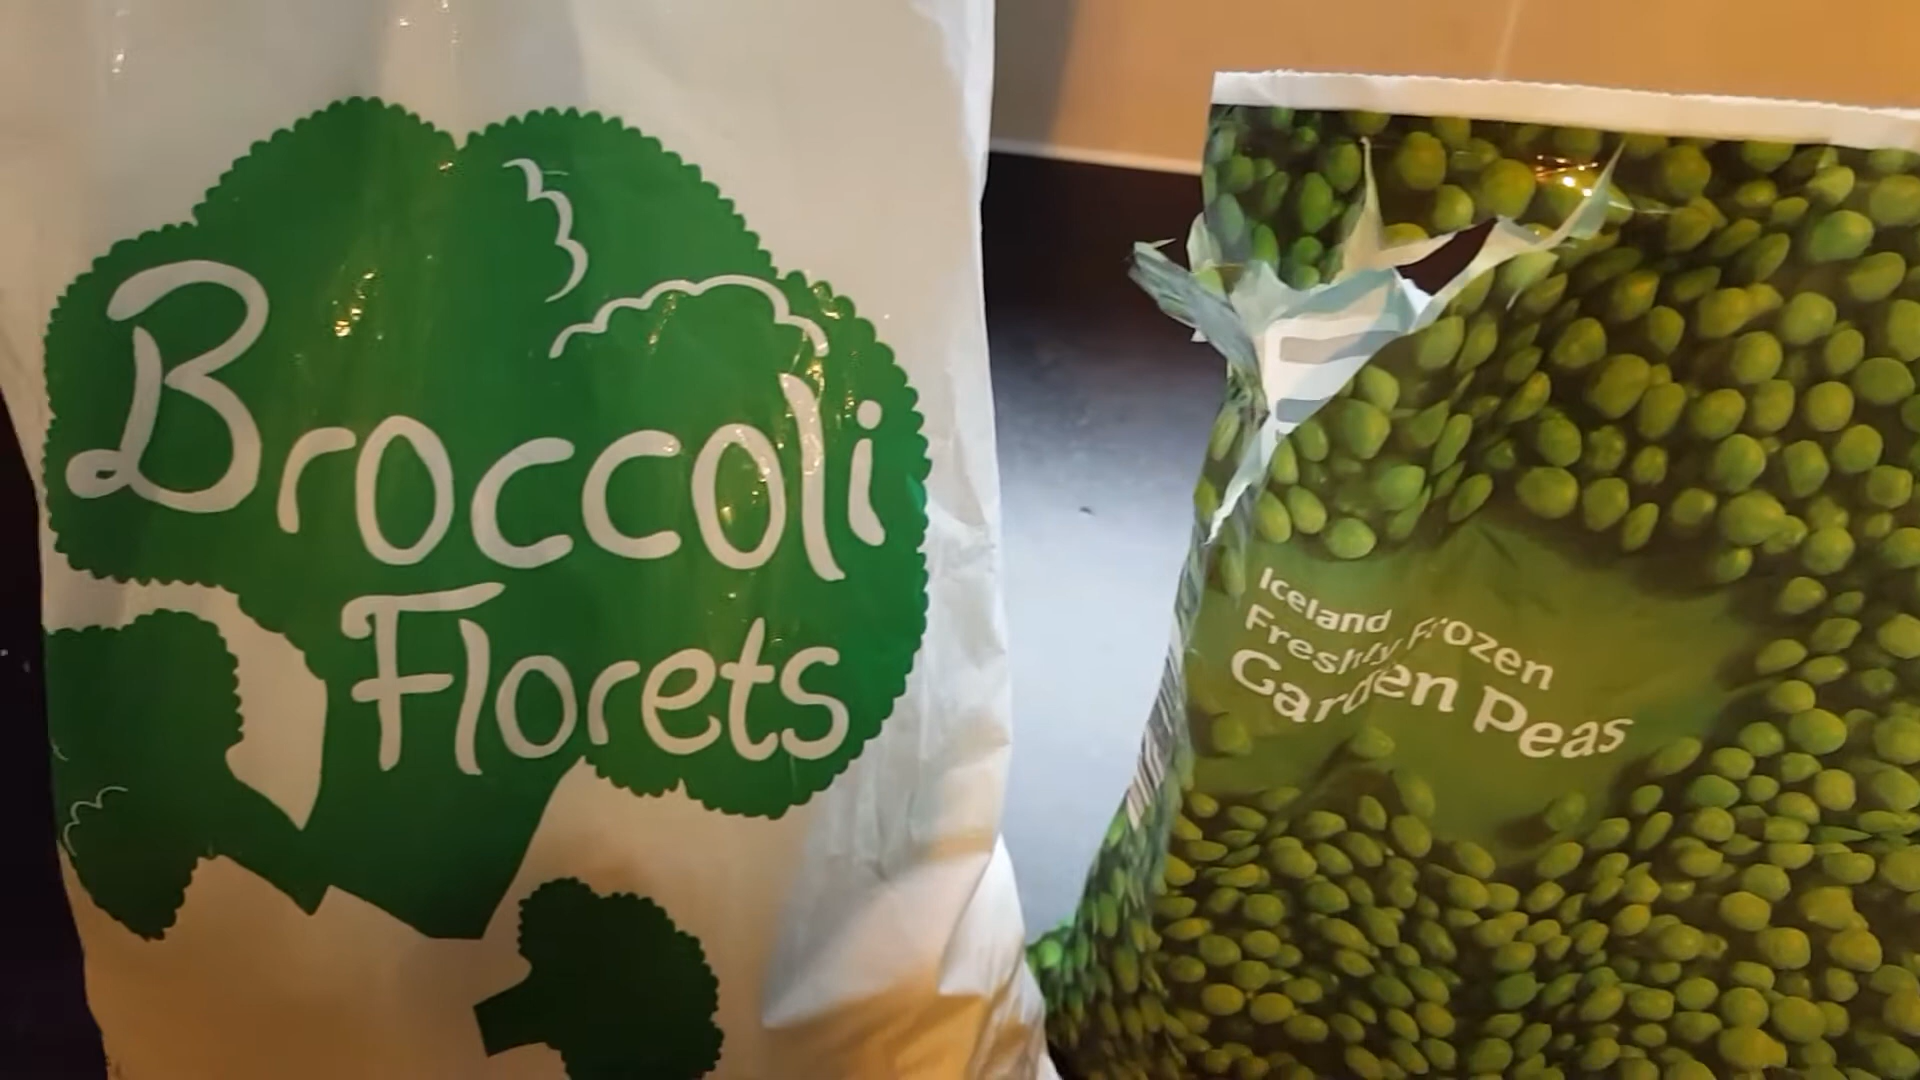 Broccoli
Florets
Iceland
Freshly Frozen
Garden Peas